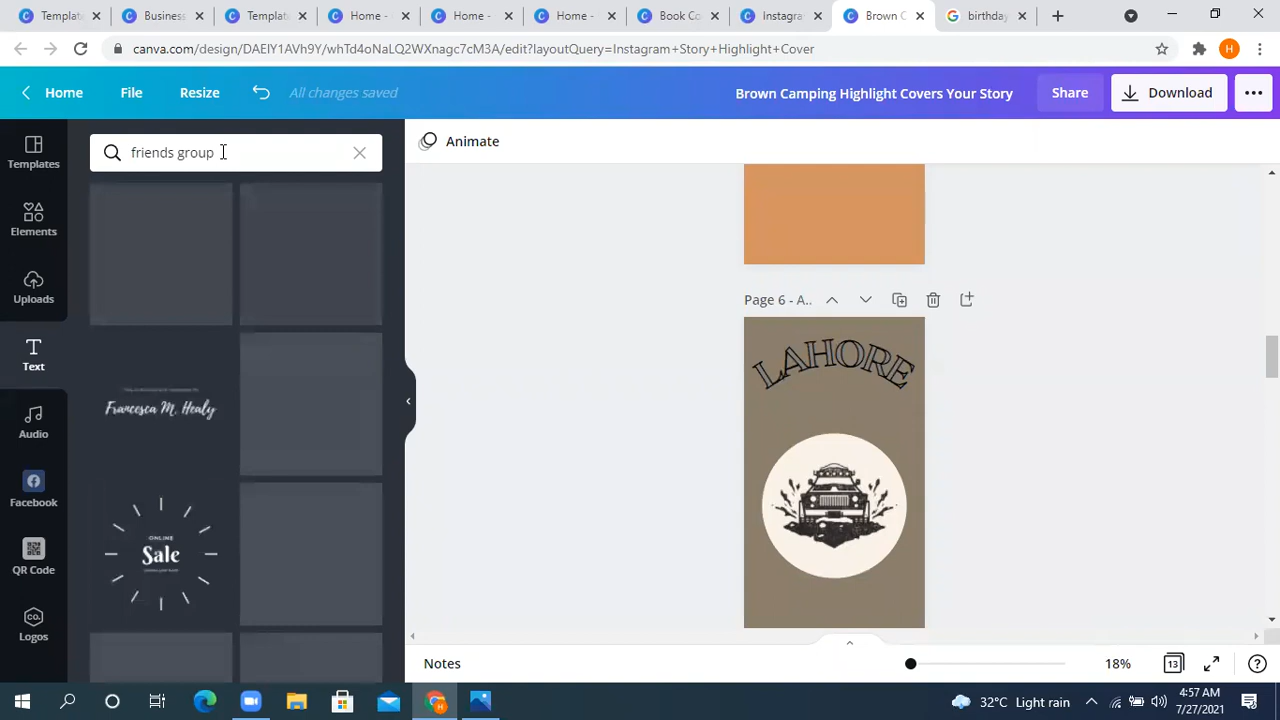 Templat
Business
Templat
Home -
Home -
Home -
Book Co
Instagra
Brown C
birthday
canva.com/design/DAElY1AVh9Y/whTd4oNaLQ2WXnagc7cM3A/edit?layoutQuery=Instagram+Story+Highlight+Cover
H
Home
File
Resize
All changes saved
Brown Camping Highlight Covers Your Story
Share
Download
Templates
Elements
Uploads
Text
Audio
Facebook
QR Code
CO.
Logos
friends group
Francesca M. Healy
ONLINE
Sale
Animate
Page 6 - A..
LAHORE
Notes
18%
13
32°C Light rain
4:57 AM
7/27/2021